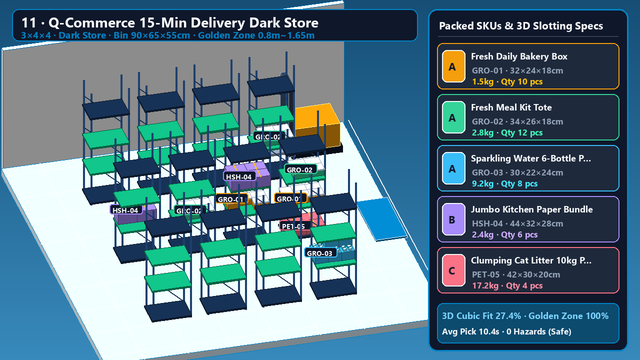 11 · Q-Commerce 15-Min Delivery Dark Store
3×4×4 · Dark Store · Bin 90×65×55cm · Golden Zone 0.8m–1.65m
HSH-04
GRO-02
HSH-04
GRO-01
PET-05
GRO-03
Packed SKUs & 3D Slotting Specs
A
Fresh Daily Bakery Box
GRO-01 · 32×24×18cm
1.5kg · Qty 10 pcs
A
Fresh Meal Kit Tote
GRO-02 · 34×26×18cm
2.8kg · Qty 12 pcs
A
Sparkling Water 6-Bottle P...
GRO-03 · 30×22×24cm
9.2kg · Qty 8 pcs
B
Jumbo Kitchen Paper Bundle
HSH-04 · 44×32×28cm
2.4kg · Qty 6 pcs
C
Clumping Cat Litter 10kg P...
PET-05 · 42×30×20cm
17.2kg · Qty 4 pcs
3D Cubic Fit 27.4% · Golden Zone 100%
Avg Pick 10.4s · 0 Hazards (Safe)